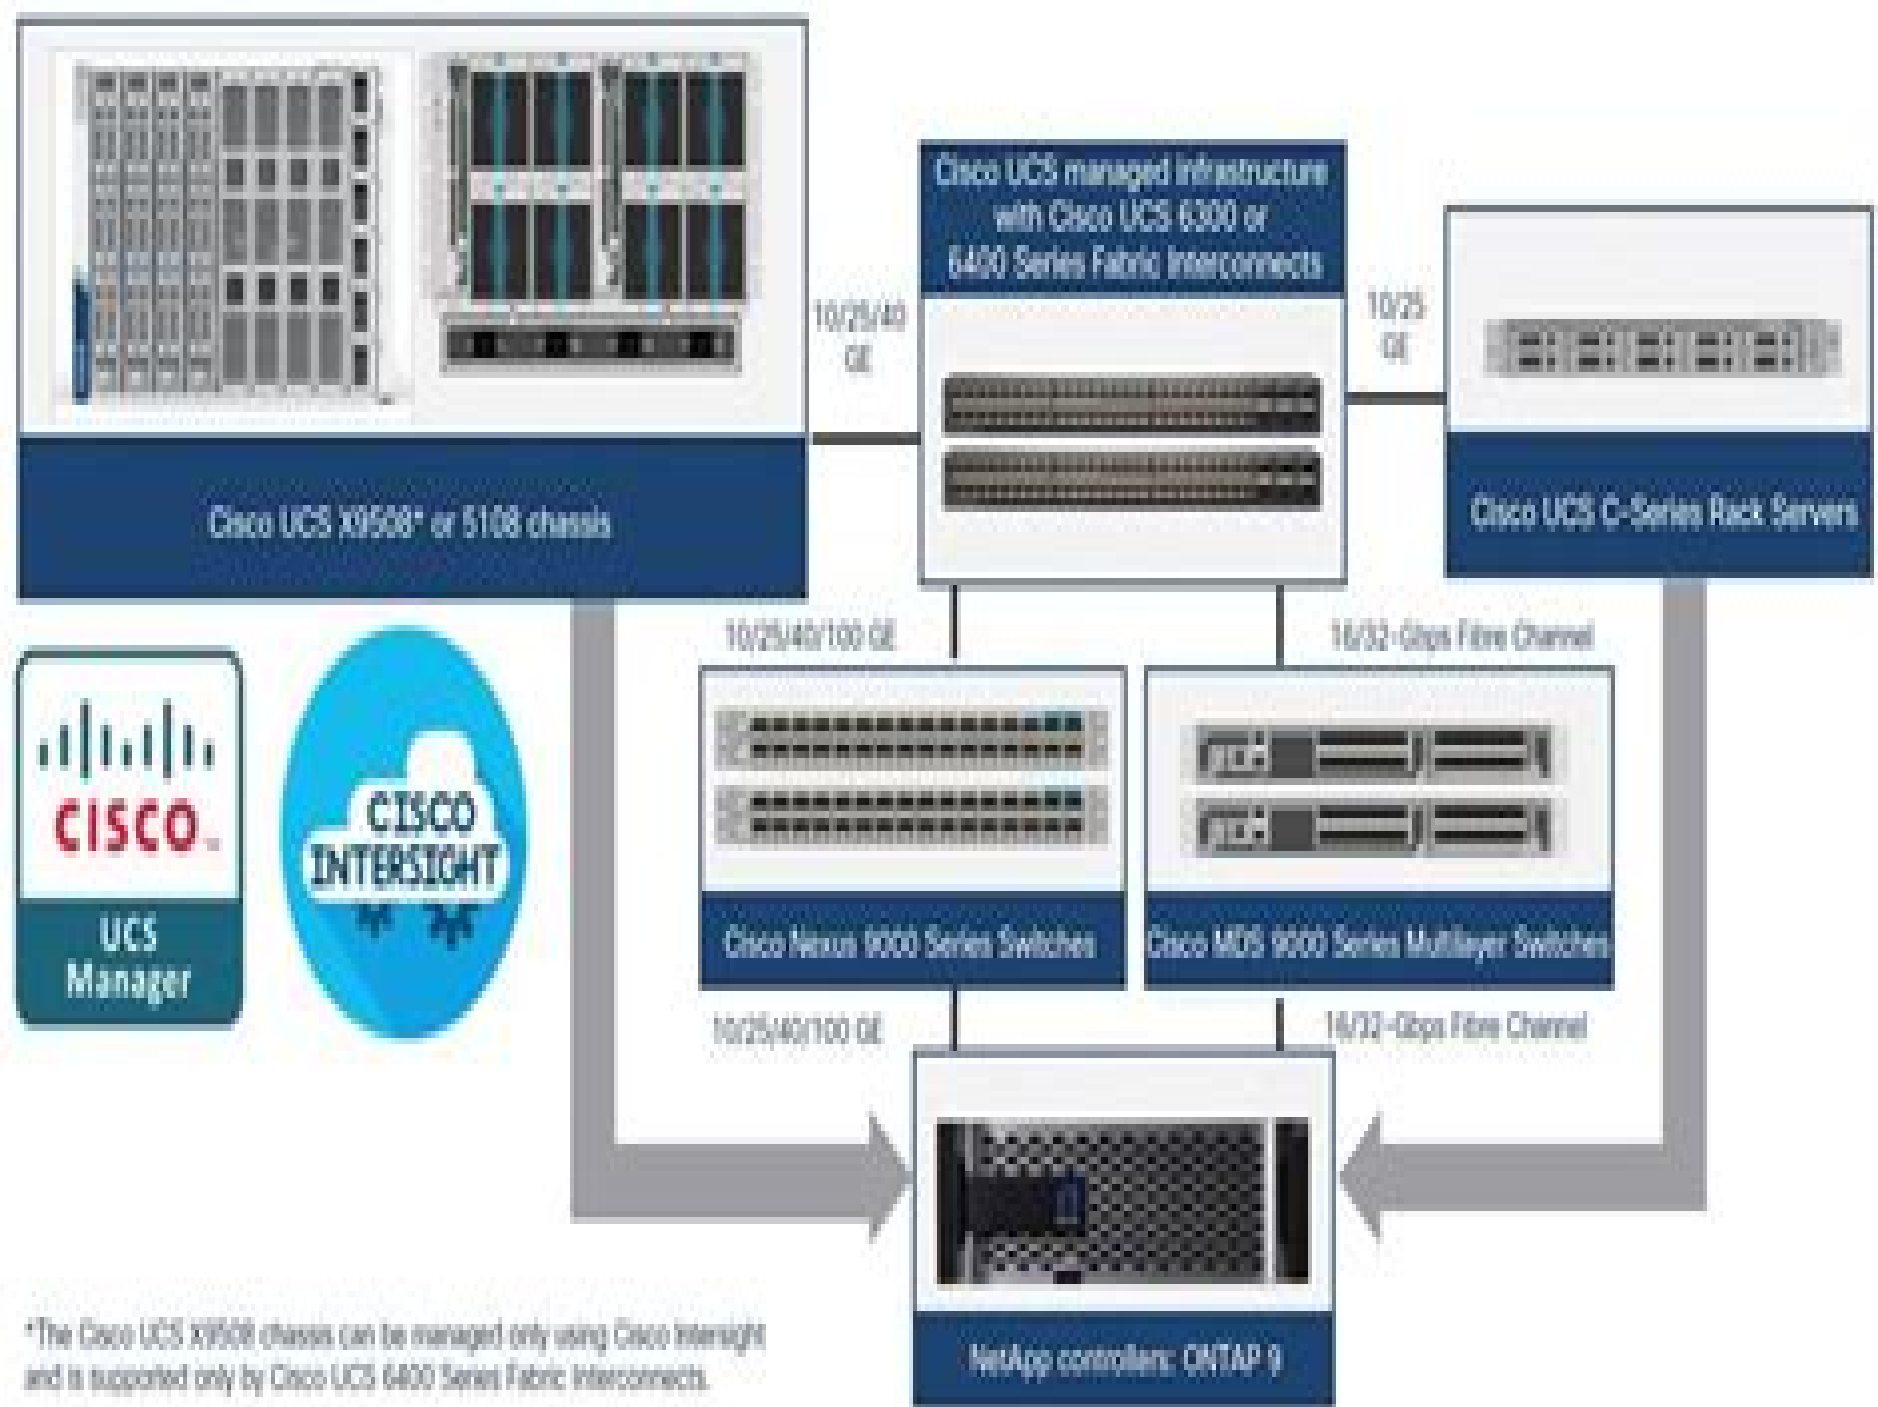 Cisco UCS managed infrastructure
with Cisco UCS 6300 or
6400 Series Fabric Interconnects
10/25/40
GE
10/25
GE
Cisco UCS X9508* or 5108 chassis
Cisco UCS C-Series Rack Servers
10/25/40/100 GE
16/32-Gbps Fibre Channel
CISCO
UCS
Manager
CISCO
INTERSIGHT
Cisco Nexus 9000 Series Switches
Cisco MDS 9000 Series Multilayer Switches
10/25/40/100 GE
16/32-Gbps Fibre Channel
NetApp controllers: ONTAP 9
*The Cisco UCS X9508 chassis can be managed only using Cisco Intersight
and is supported only by Cisco UCS 6400 Series Fabric Interconnects.